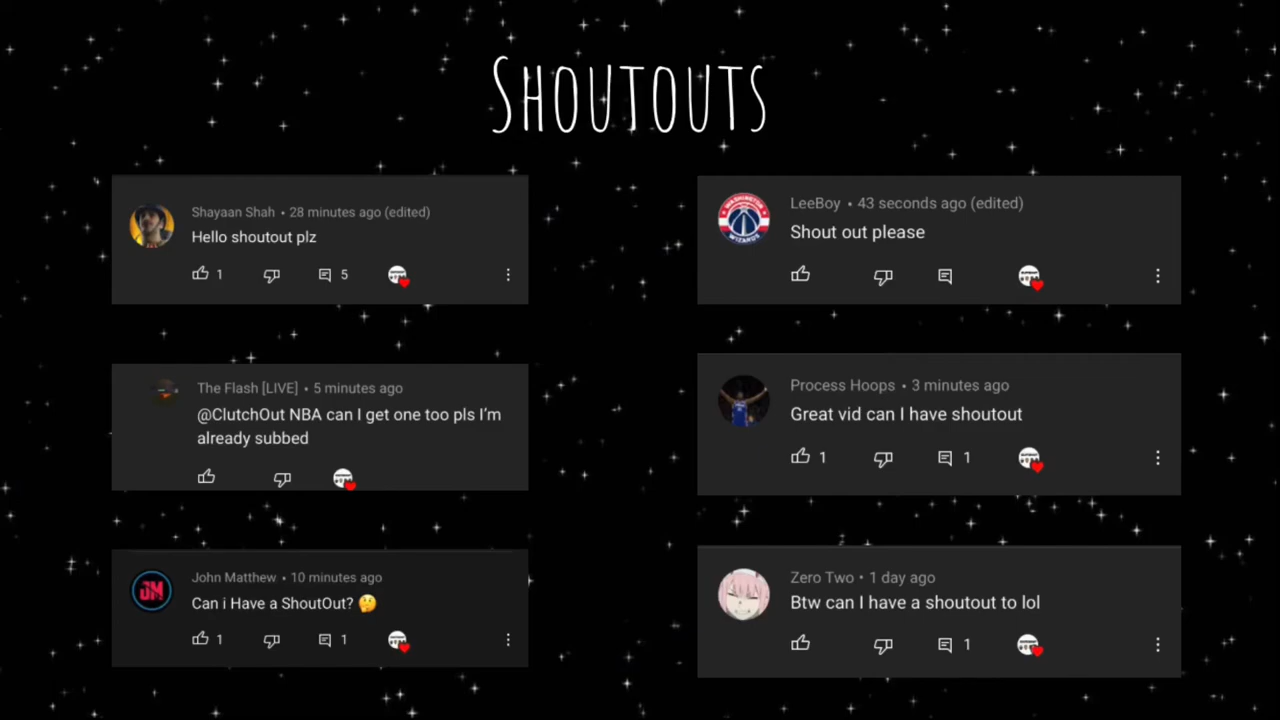 SHOUTOUTS
Shayaan Shah • 28 minutes ago (edited)
Hello shoutout plz
1 5
The Flash [LIVE] • 5 minutes ago
@ClutchOut NBA can I get one too pls I'm
already subbed
John Matthew • 10 minutes ago
Can i Have a ShoutOut? 🤔
1 1
JM
LeeBoy • 43 seconds ago (edited)
Shout out please
WASHINGTON
WIZARDS
Process Hoops • 3 minutes ago
Great vid can I have shoutout
1 1
Zero Two • 1 day ago
Btw can I have a shoutout to lol
1